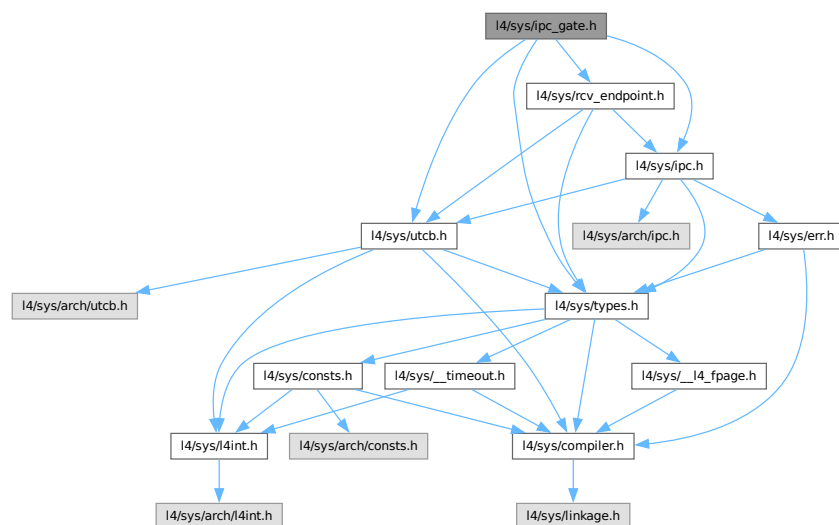 l4/sys/ipc_gate.h
l4/sys/rcv_endpoint.h
l4/sys/ipc.h
l4/sys/utcb.h
l4/sys/arch/ipc.h
l4/sys/err.h
l4/sys/arch/utcb.h
l4/sys/types.h
l4/sys/consts.h
l4/sys/__timeout.h
l4/sys/__l4_fpage.h
l4/sys/l4int.h
l4/sys/arch/consts.h
l4/sys/compiler.h
l4/sys/arch/l4int.h
l4/sys/linkage.h